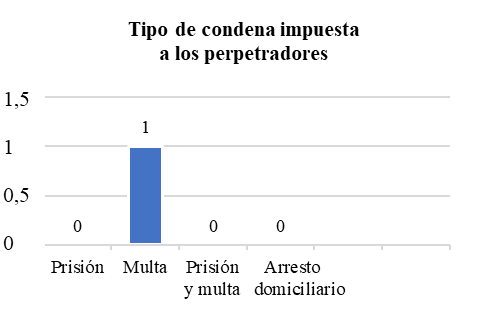 Tipo de condena impuesta
a los perpetradores
1,5
1
0,5
0
0
1
0
0
Prisión
Multa
Prisión
y multa
Arresto
domiciliario